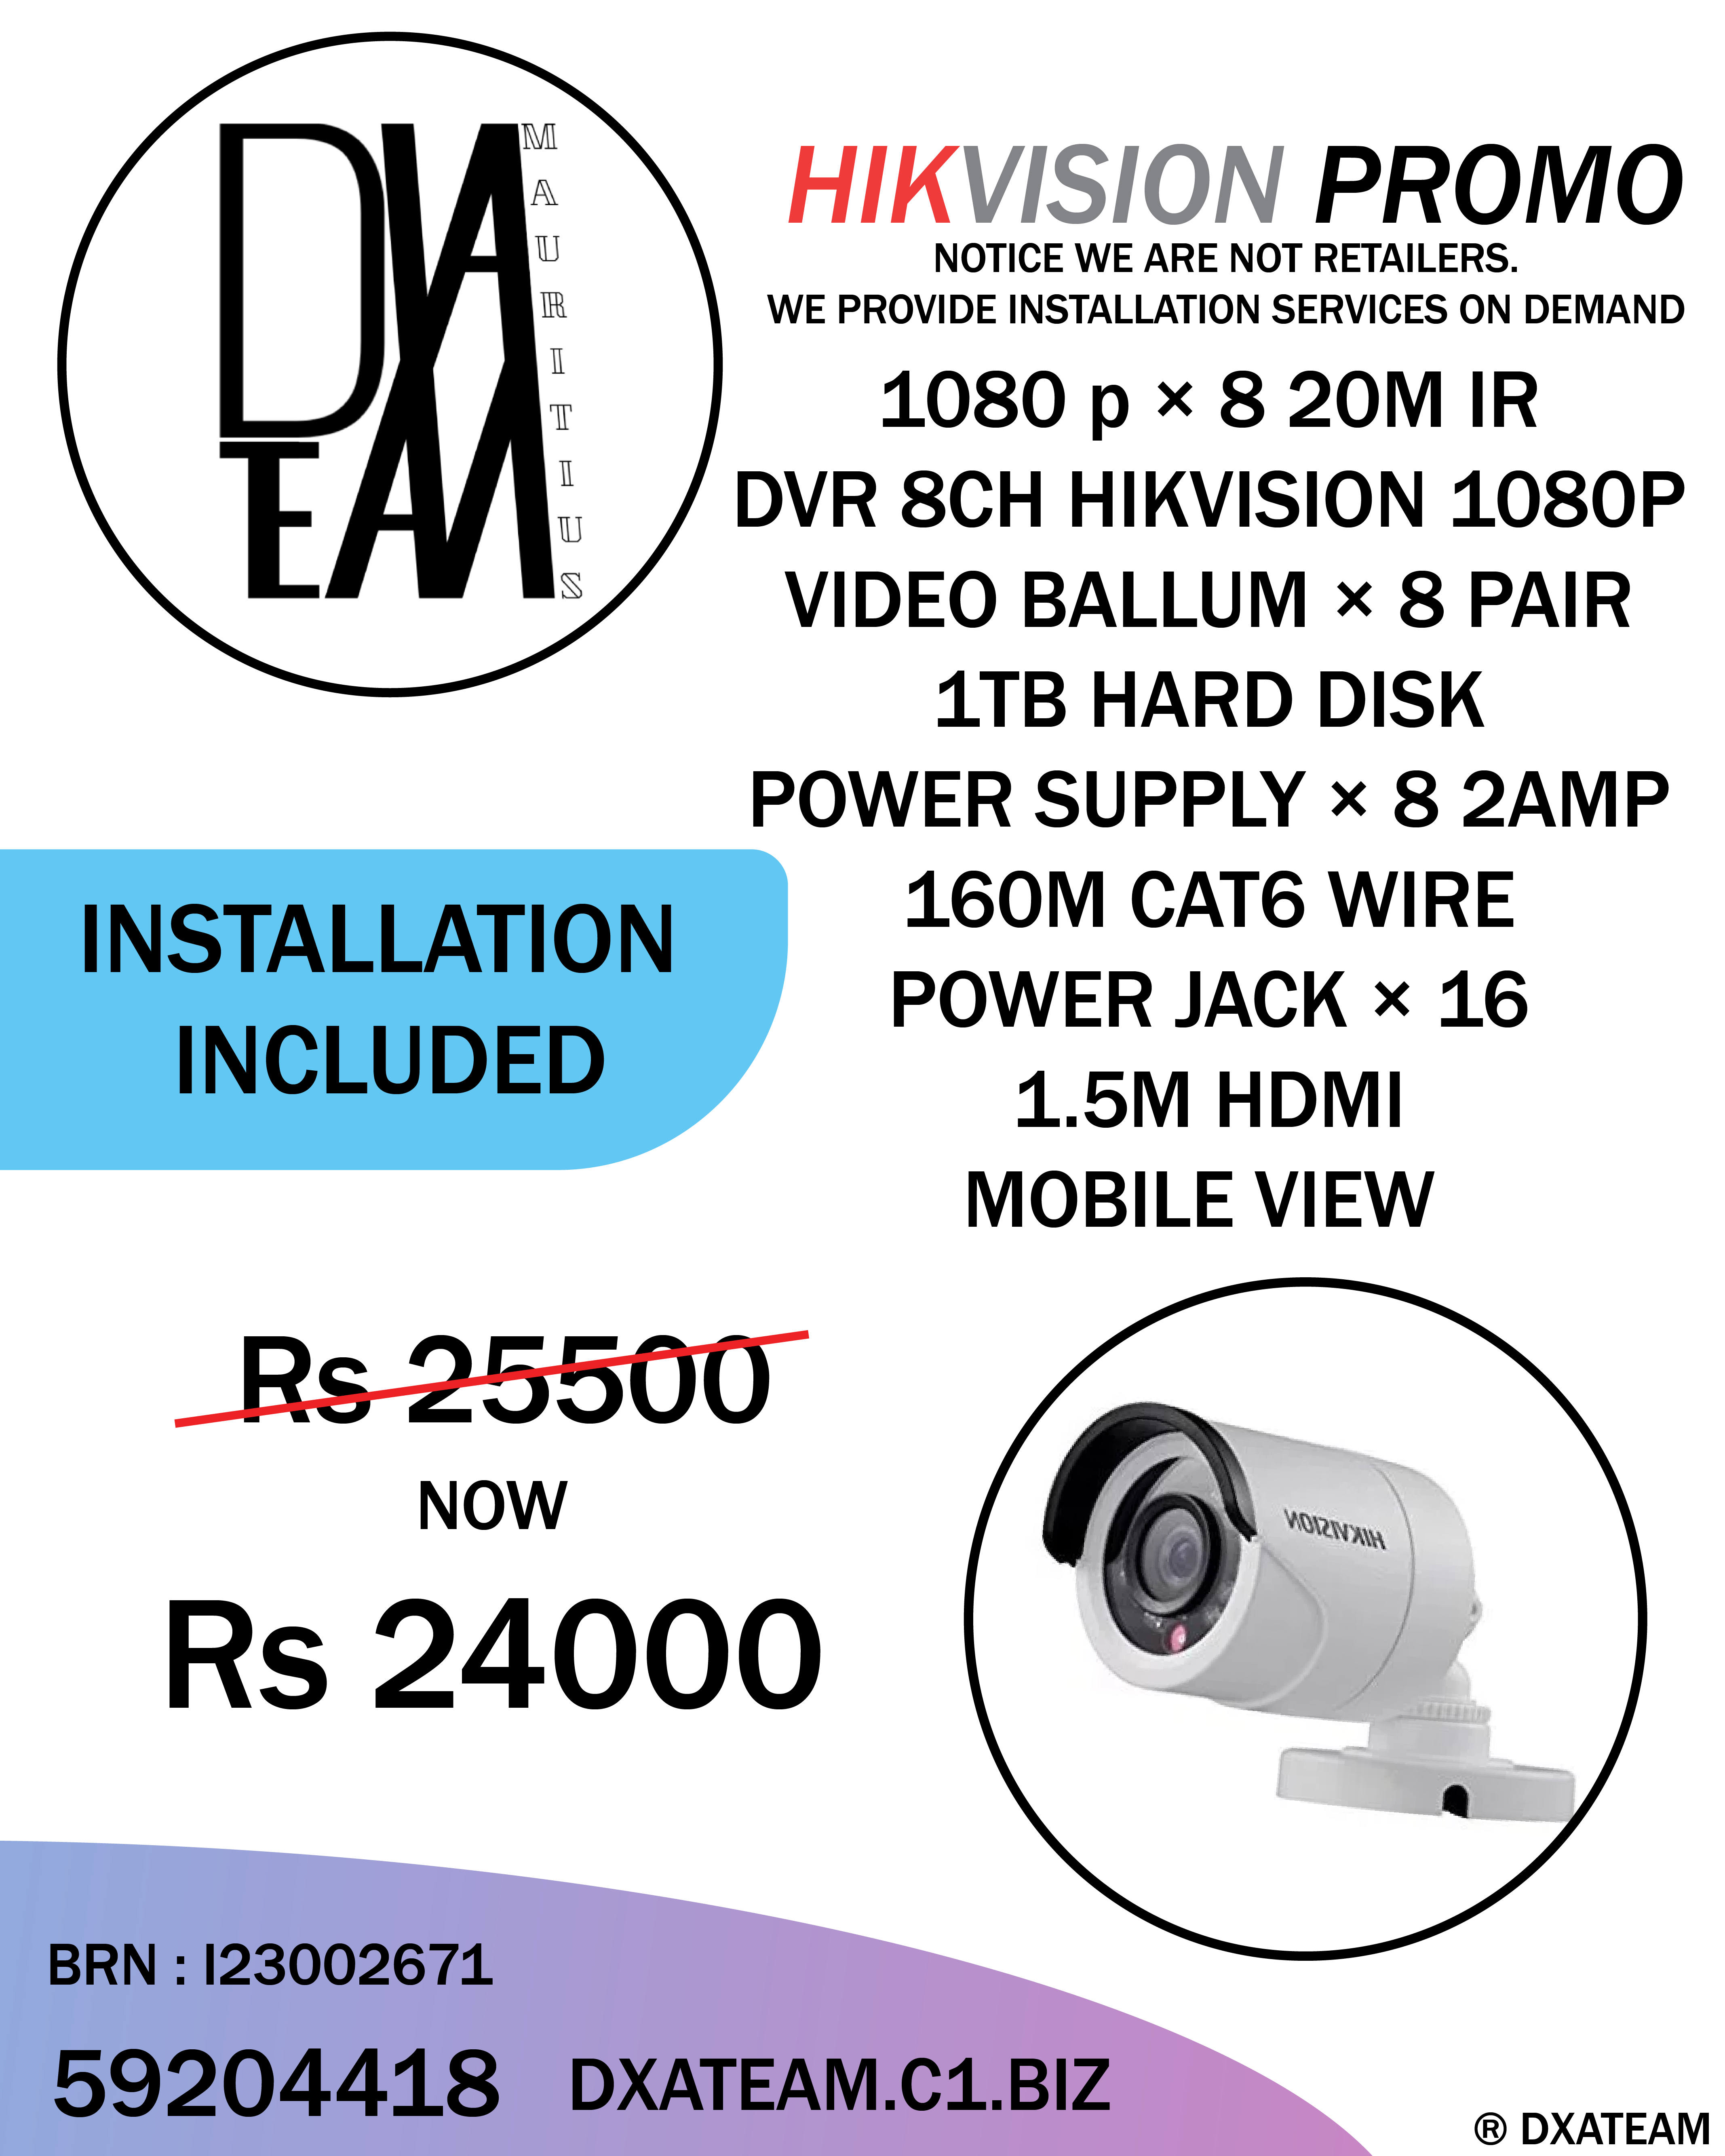 DXA
TEAM
MAURITIUS
HIKVISION PROMO
NOTICE WE ARE NOT RETAILERS.
WE PROVIDE INSTALLATION SERVICES ON DEMAND
1080 p × 8 20M IR
DVR 8CH HIKVISION 1080P
VIDEO BALLUM × 8 PAIR
1TB HARD DISK
POWER SUPPLY × 8 2AMP
160M CAT6 WIRE
POWER JACK × 16
1.5M HDMI
MOBILE VIEW
INSTALLATION
INCLUDED
Rs 25500
NOW
Rs 24000
HIKVISION
BRN : I23002671
59204418 DXATEAM.C1.BIZ
® DXATEAM